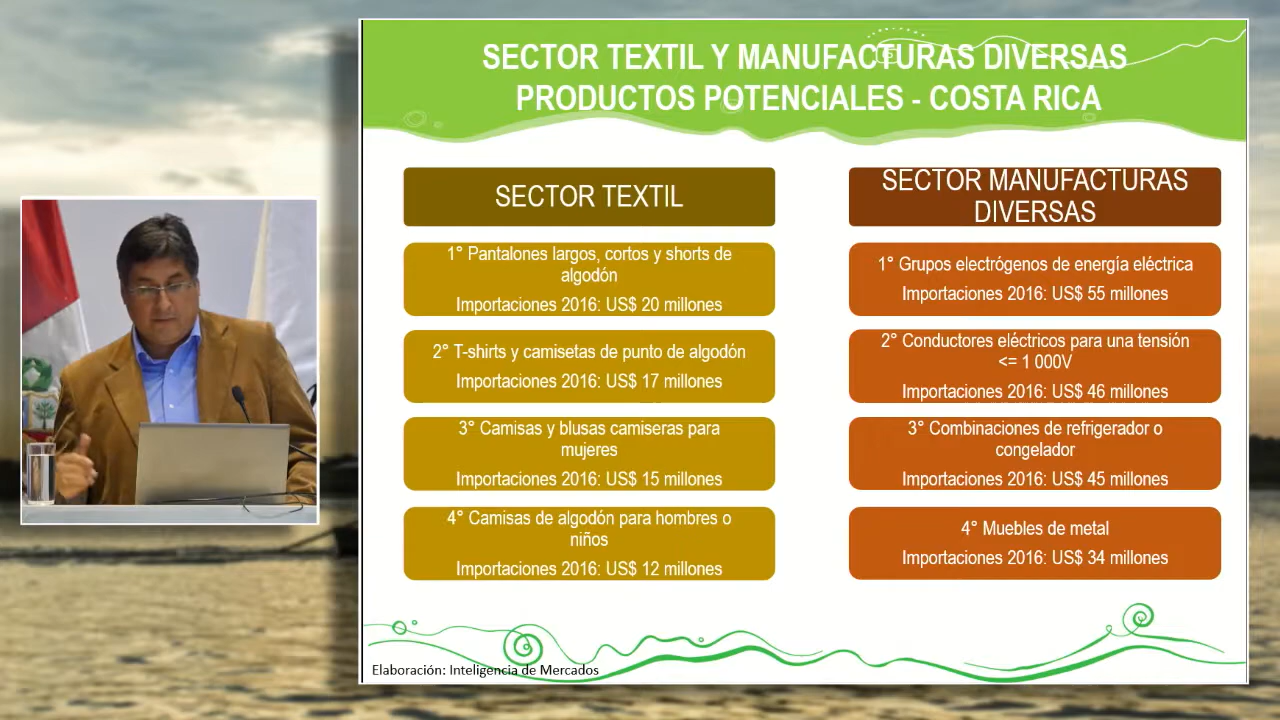 SECTOR TEXTIL Y MANUFACTURAS DIVERSAS
PRODUCTOS POTENCIALES - COSTA RICA
SECTOR TEXTIL
1° Pantalones largos, cortos y shorts de
algodón
Importaciones 2016: US$ 20 millones
2° T-shirts y camisetas de punto de algodón
Importaciones 2016: US$ 17 millones
3° Camisas y blusas camiseras para
mujeres
Importaciones 2016: US$ 15 millones
4° Camisas de algodón para hombres o
niños
Importaciones 2016: US$ 12 millones
SECTOR MANUFACTURAS
DIVERSAS
1° Grupos electrógenos de energía eléctrica
Importaciones 2016: US$ 55 millones
2° Conductores eléctricos para una tensión
<= 1 000V
Importaciones 2016: US$ 46 millones
3° Combinaciones de refrigerador o
congelador
Importaciones 2016: US$ 45 millones
4° Muebles de metal
Importaciones 2016: US$ 34 millones
Elaboración: Inteligencia de Mercados